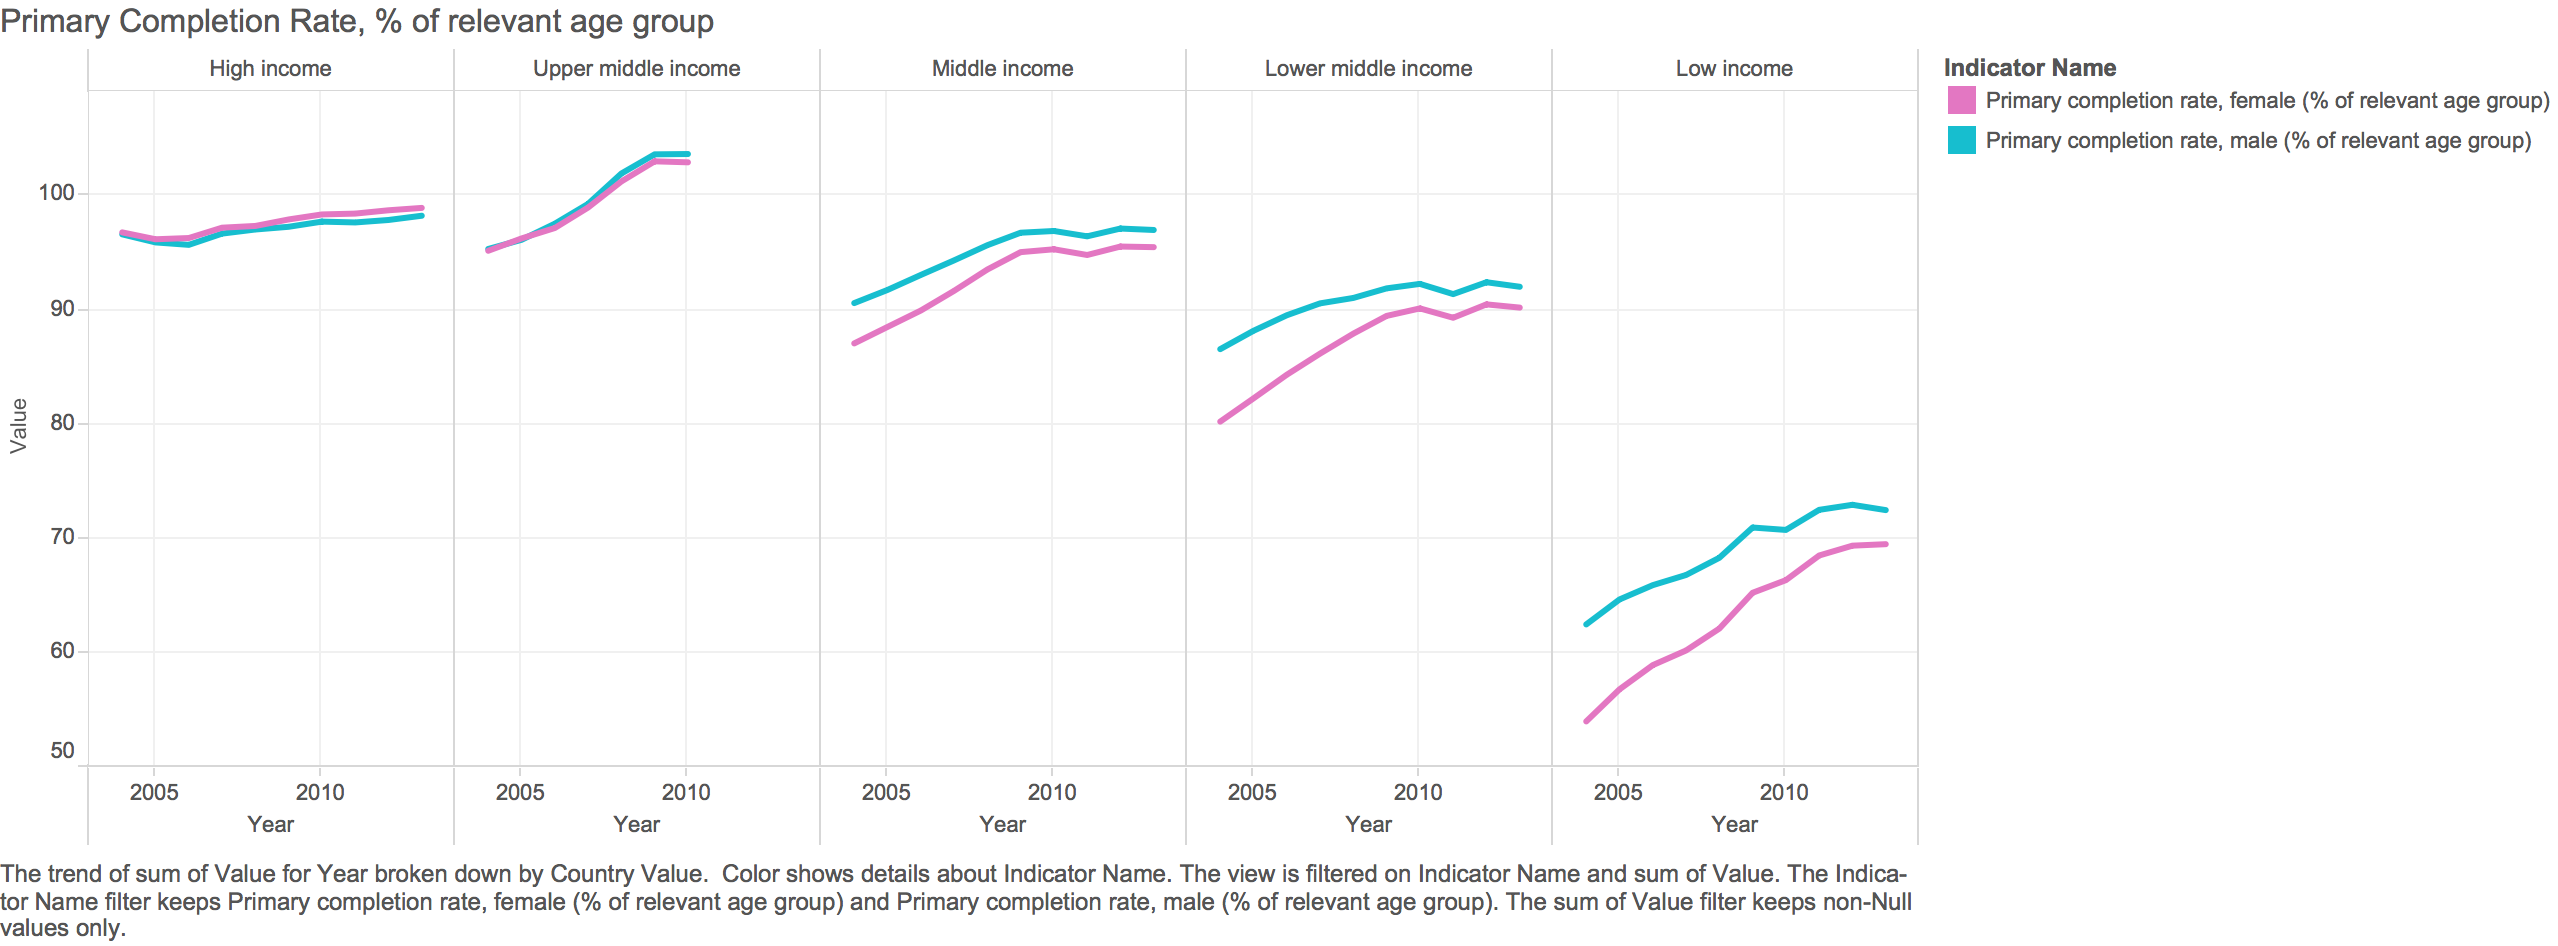 Primary Completion Rate, % of relevant age group
High income
Upper middle income
Middle income
Lower middle income
Low income
Indicator Name
Primary completion rate, female (% of relevant age group)
Primary completion rate, male (% of relevant age group)
Value
100
90
80
70
60
50
2005 2010 2005 2010 2005 2010 2005 2010 2005 2010
Year Year Year Year Year
The trend of sum of Value for Year broken down by Country Value.  Color shows details about Indicator Name. The view is filtered on Indicator Name and sum of Value. The Indica-
tor Name filter keeps Primary completion rate, female (% of relevant age group) and Primary completion rate, male (% of relevant age group). The sum of Value filter keeps non-Null
values only.